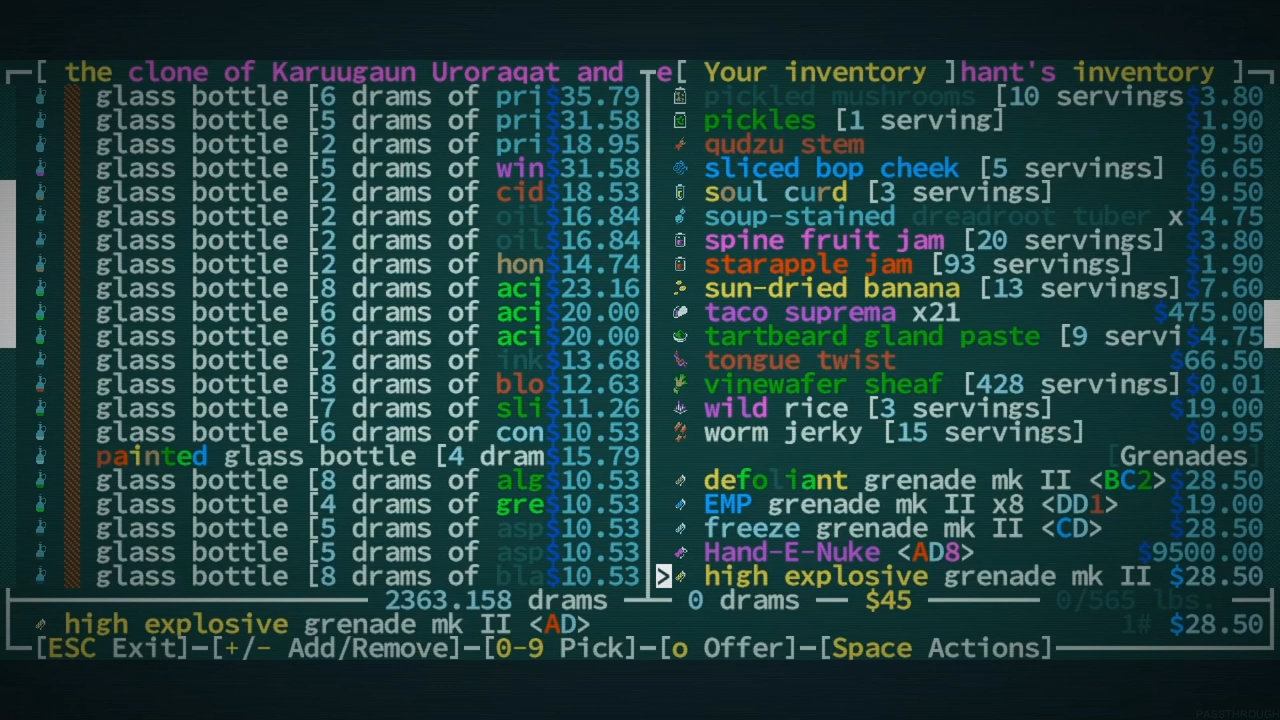 [ the clone of Karuugaun Uroraqat and e[ Your inventory ]hant's inventory ]
glass bottle [6 drams of pri$35.79
glass bottle [5 drams of pri$31.58
glass bottle [2 drams of pri$18.95
glass bottle [5 drams of win$31.58
glass bottle [2 drams of cid$18.53
glass bottle [2 drams of oil$16.84
glass bottle [2 drams of oil$16.84
glass bottle [2 drams of hon$14.74
glass bottle [8 drams of aci$23.16
glass bottle [6 drams of aci$20.00
glass bottle [6 drams of aci$20.00
glass bottle [2 drams of ink$13.68
glass bottle [8 drams of blo$12.63
glass bottle [7 drams of sli$11.26
glass bottle [6 drams of con$10.53
painted glass bottle [4 dram$15.79
glass bottle [8 drams of alg$10.53
glass bottle [4 drams of gre$10.53
glass bottle [5 drams of asp$10.53
glass bottle [5 drams of asp$10.53
glass bottle [8 drams of bla$10.53
pickled mushrooms [10 servings$3.80
pickles [1 serving] $1.90
qudzu stem $9.50
sliced bop cheek [5 servings] $6.65
soul curd [3 servings] $9.50
soup-stained dreadroot tuber x$4.75
spine fruit jam [20 servings] $3.80
starapple jam [93 servings] $1.90
sun-dried banana [13 servings]$7.60
taco suprema x21 $475.00
tartbeard gland paste [9 servi$4.75
tongue twist $66.50
vinewafer sheaf [428 servings]$0.01
wild rice [3 servings] $19.00
worm jerky [15 servings] $0.95
[Grenades]
defoliant grenade mk II <BC2>$28.50
EMP grenade mk II x8 <DD1> $19.00
freeze grenade mk II <CD> $28.50
Hand-E-Nuke <AD8> $9500.00
> high explosive grenade mk II $28.50
2363.158 drams 0 drams $45 0/565 lbs.
high explosive grenade mk II <AD> 1# $28.50
[ESC Exit]-[+/- Add/Remove]-[0-9 Pick]-[o Offer]-[Space Actions]